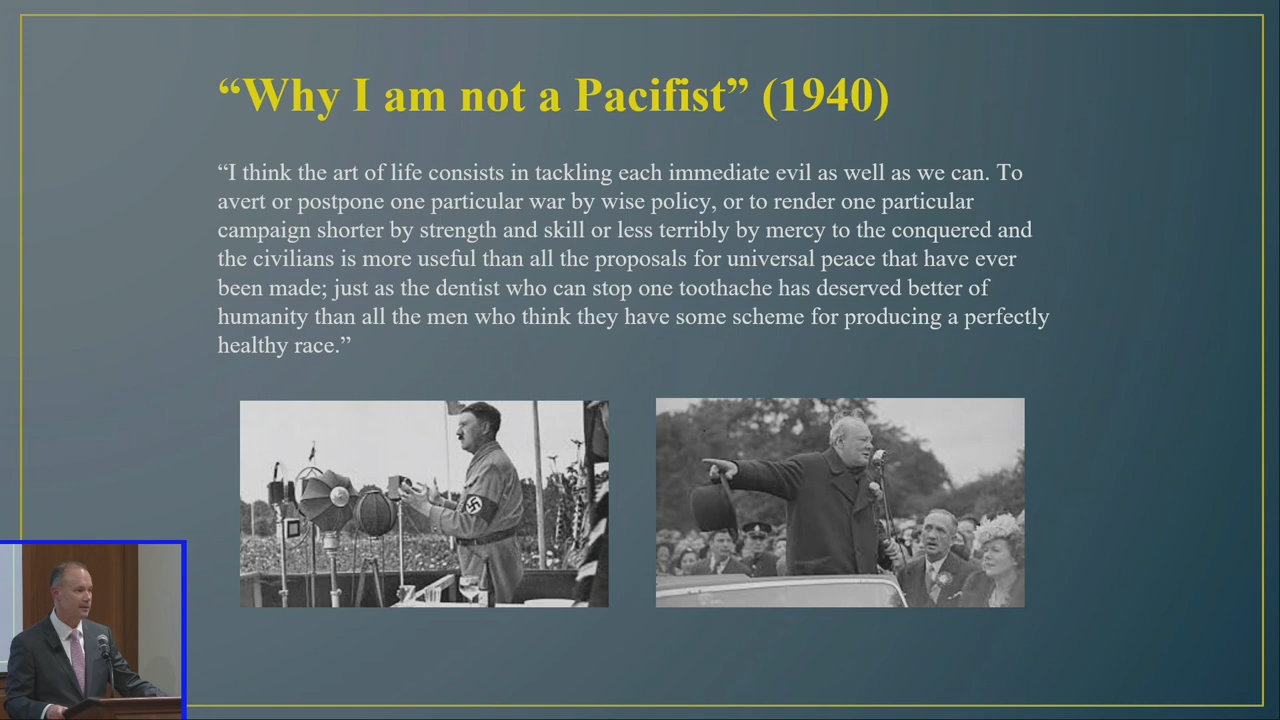 “Why I am not a Pacifist” (1940)
“I think the art of life consists in tackling each immediate evil as well as we can. To
avert or postpone one particular war by wise policy, or to render one particular
campaign shorter by strength and skill or less terribly by mercy to the conquered and
the civilians is more useful than all the proposals for universal peace that have ever
been made; just as the dentist who can stop one toothache has deserved better of
humanity than all the men who think they have some scheme for producing a perfectly
healthy race.”